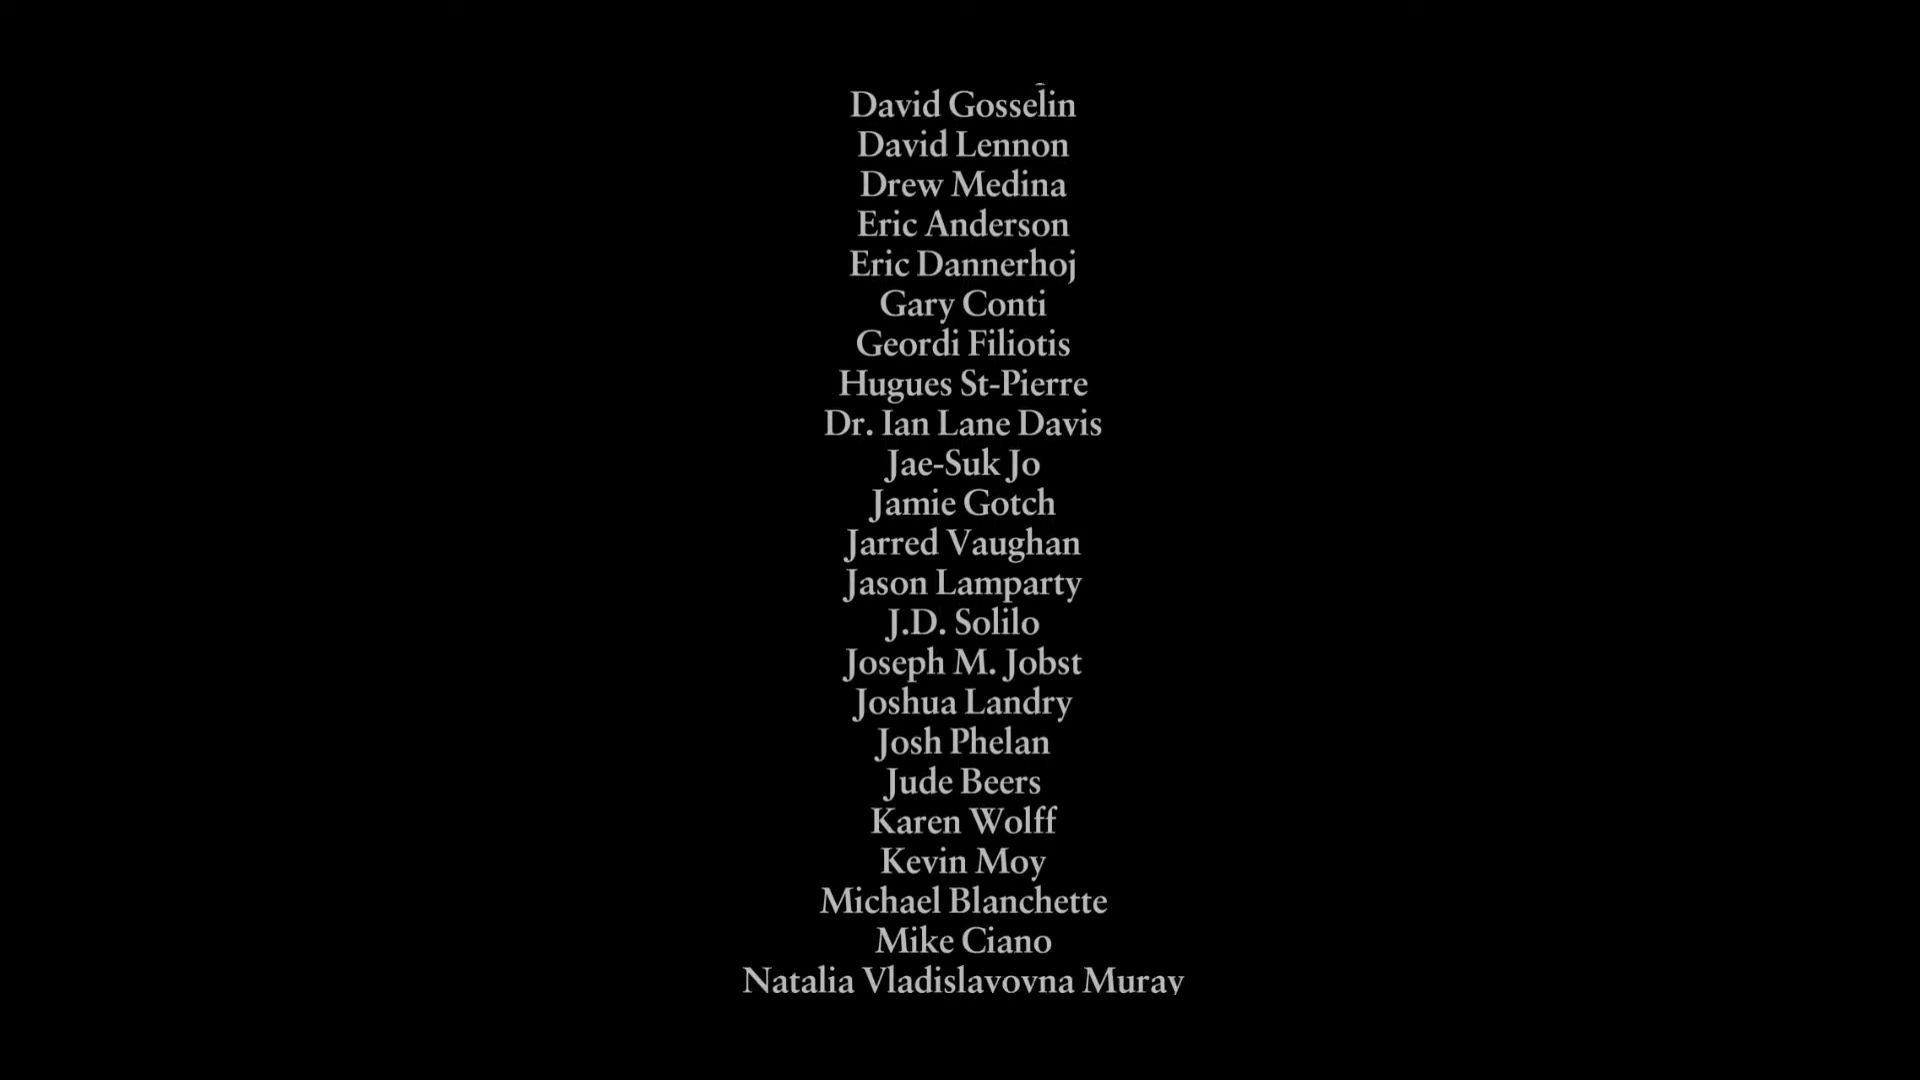 David Gosselin
David Lennon
Drew Medina
Eric Anderson
Eric Dannerhoj
Gary Conti
Geordi Filiotis
Hugues St-Pierre
Dr. Ian Lane Davis
Jae-Suk Jo
Jamie Gotch
Jarred Vaughan
Jason Lamparty
J.D. Solilo
Joseph M. Jobst
Joshua Landry
Josh Phelan
Jude Beers
Karen Wolff
Kevin Moy
Michael Blanchette
Mike Ciano
Natalia Vladislavovna Muray